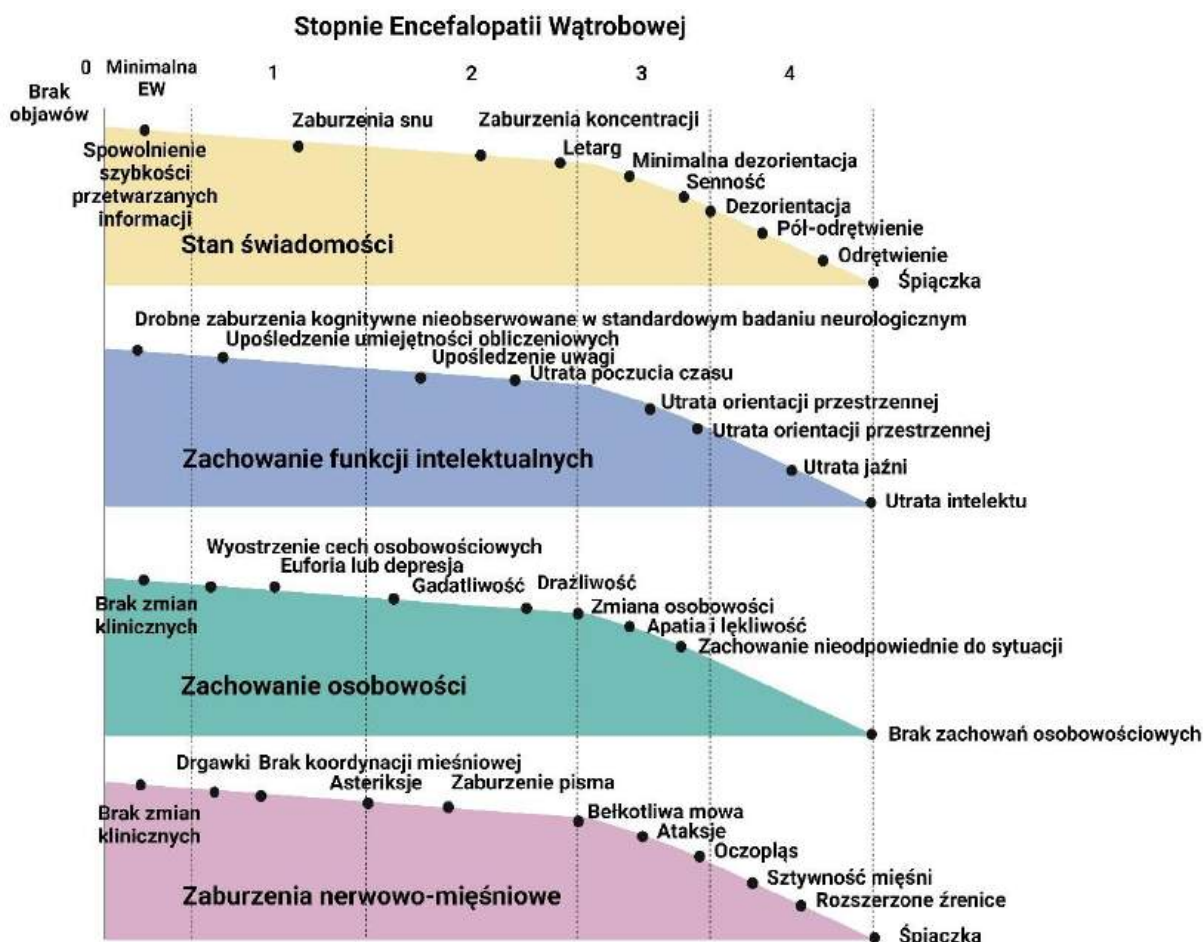 Stopnie Encefalopatii Wątrobowej
0
Minimalna
EW
1
2
3
4
Brak
objawów
Zaburzenia snu
Zaburzenia koncentracji
Letarg
Minimalna dezorientacja
Senność
Dezorientacja
Pół-odrętwienie
Odrętwienie
Śpiączka
Spowolnienie
szybkości
przetwarzanych
informacji
Stan świadomości
Drobne zaburzenia kognitywne nieobserwowane w standardowym badaniu neurologicznym
Upośledzenie umiejętności obliczeniowych
Upośledzenie uwagi
Utrata poczucia czasu
Utrata orientacji przestrzennej
Utrata orientacji przestrzennej
Utrata jaźni
Utrata intelektu
Zachowanie funkcji intelektualnych
Wyostrzenie cech osobowościowych
Euforia lub depresja
Gadatliwość
Drażliwość
Zmiana osobowości
Apatia i lękliwość
Zachowanie nieodpowiednie do sytuacji
Brak zmian
klinicznych
Zachowanie osobowości
Brak zachowań osobowościowych
Drgawki
Brak koordynacji mieśniowej
Asteriksje
Zaburzenie pisma
Bełkotliwa mowa
Ataksje
Oczopląs
Sztywność mięśni
Rozszerzone źrenice
Śpiączka
Brak zmian
klinicznych
Zaburzenia nerwowo-mięśniowe